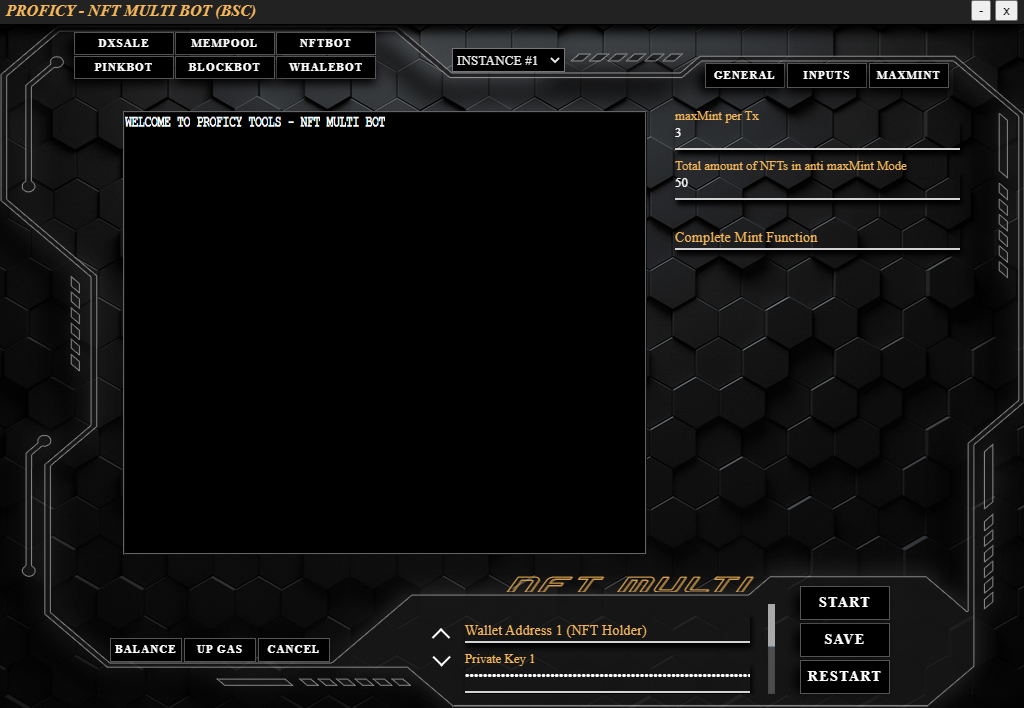 PROFICY - NFT MULTI BOT (BSC)
- x
DXSALE MEMPOOL NFTBOT
PINKBOT BLOCKBOT WHALEBOT
INSTANCE #1
GENERAL INPUTS MAXMINT
WELCOME TO PROFICY TOOLS - NFT MULTI BOT
maxMint per Tx
3
Total amount of NFTs in anti maxMint Mode
50
Complete Mint Function
NFT MULTI
BALANCE UP GAS CANCEL
Wallet Address 1 (NFT Holder)
Private Key 1
START
SAVE
RESTART